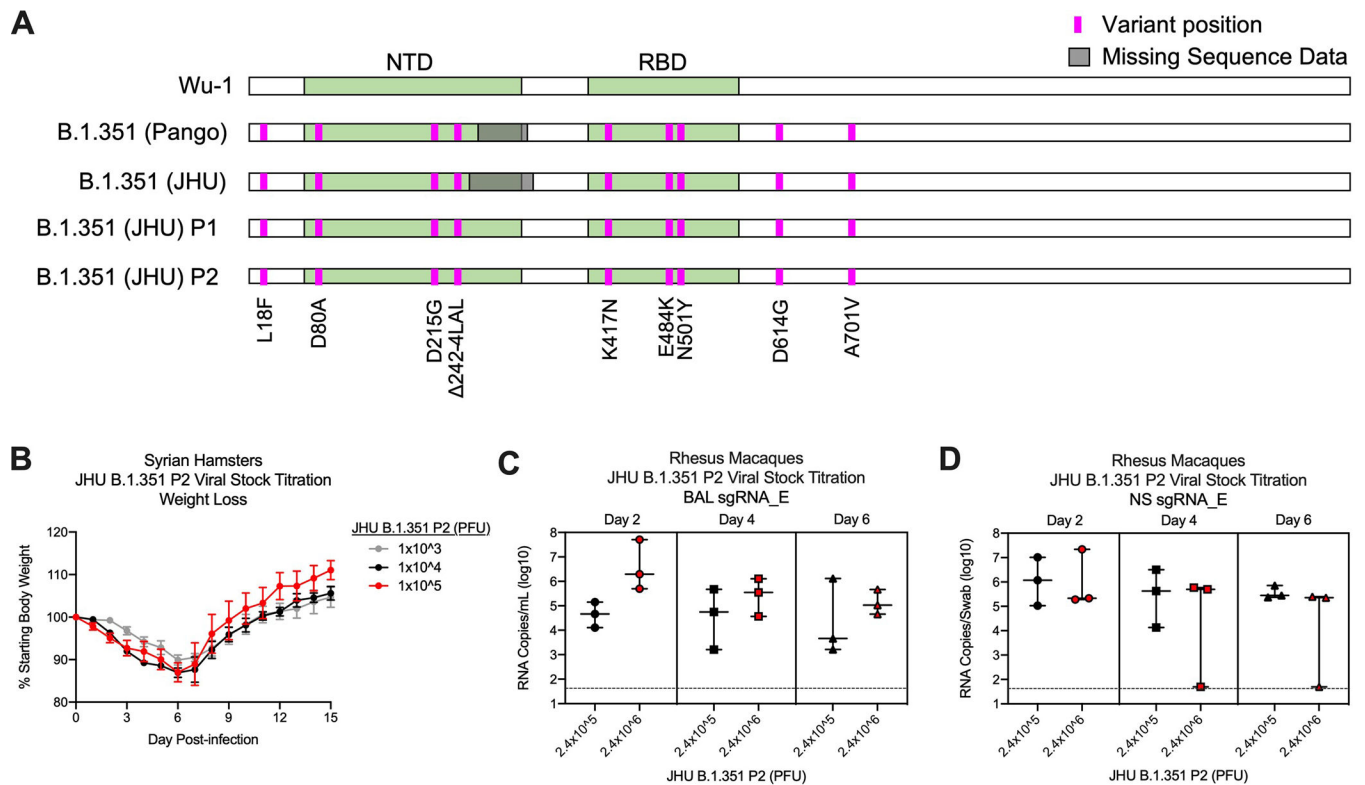 A
Variant position
Missing Sequence Data
NTD
RBD
Wu-1
B.1.351 (Pango)
B.1.351 (JHU)
B.1.351 (JHU) P1
B.1.351 (JHU) P2
L18F
D80A
D215G
Δ242-4LAL
K417N
E484K
N501Y
D614G
A701V
B
Syrian Hamsters
JHU B.1.351 P2 Viral Stock Titration
Weight Loss
JHU B.1.351 P2 (PFU)
1x10^3
1x10^4
1x10^5
% Starting Body Weight
120
110
100
90
80
0 3 6 9 12 15
Day Post-infection
C
Rhesus Macaques
JHU B.1.351 P2 Viral Stock Titration
BAL sgRNA_E
Day 2 Day 4 Day 6
RNA Copies/mL (log10)
8
7
6
5
4
3
2
1
2.4x10^5 2.4x10^6 2.4x10^5 2.4x10^6 2.4x10^5 2.4x10^6
JHU B.1.351 P2 (PFU)
D
Rhesus Macaques
JHU B.1.351 P2 Viral Stock Titration
NS sgRNA_E
Day 2 Day 4 Day 6
RNA Copies/Swab (log10)
8
7
6
5
4
3
2
1
2.4x10^5 2.4x10^6 2.4x10^5 2.4x10^6 2.4x10^5 2.4x10^6
JHU B.1.351 P2 (PFU)